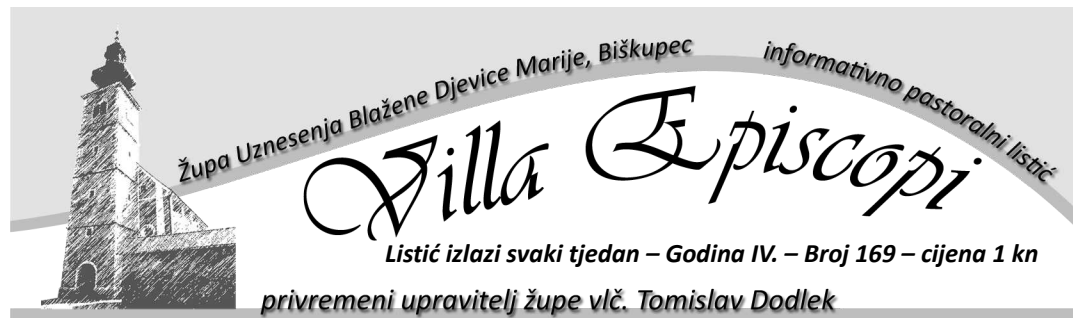 Župa Uznesenja Blažene Djevice Marije, Biškupec
informativno pastoralni listić
Villa Episcopi
Listić izlazi svaki tjedan – Godina IV. – Broj 169 – cijena 1 kn
privremeni upravitelj župe vlč. Tomislav Dodlek